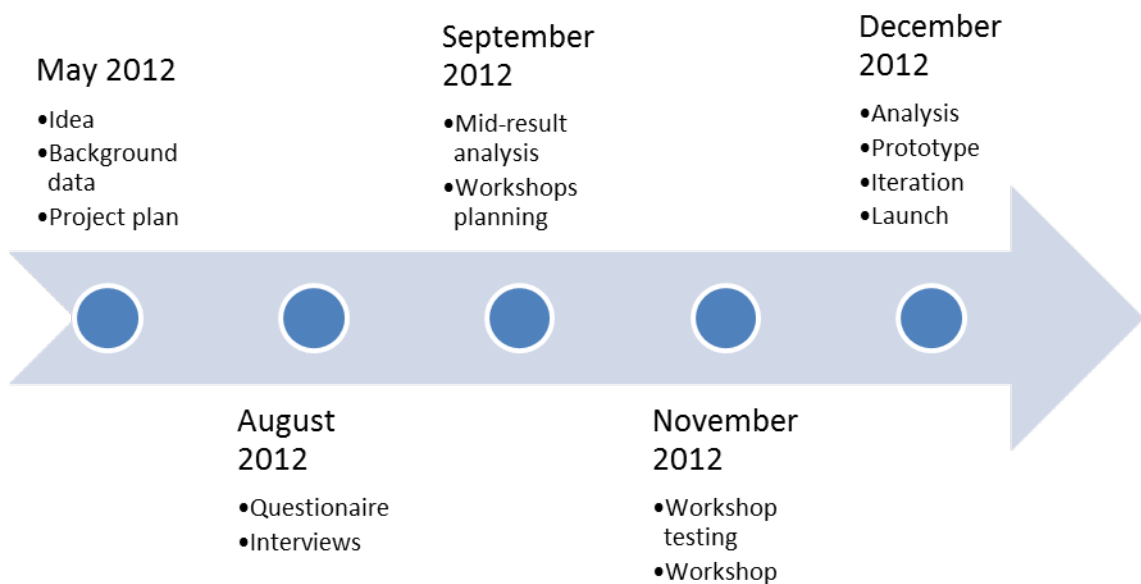 May 2012
•Idea
•Background
data
•Project plan
August
2012
•Questionaire
•Interviews
September
2012
•Mid-result
analysis
•Workshops
planning
November
2012
•Workshop
testing
•Workshop
December
2012
•Analysis
•Prototype
•Iteration
•Launch